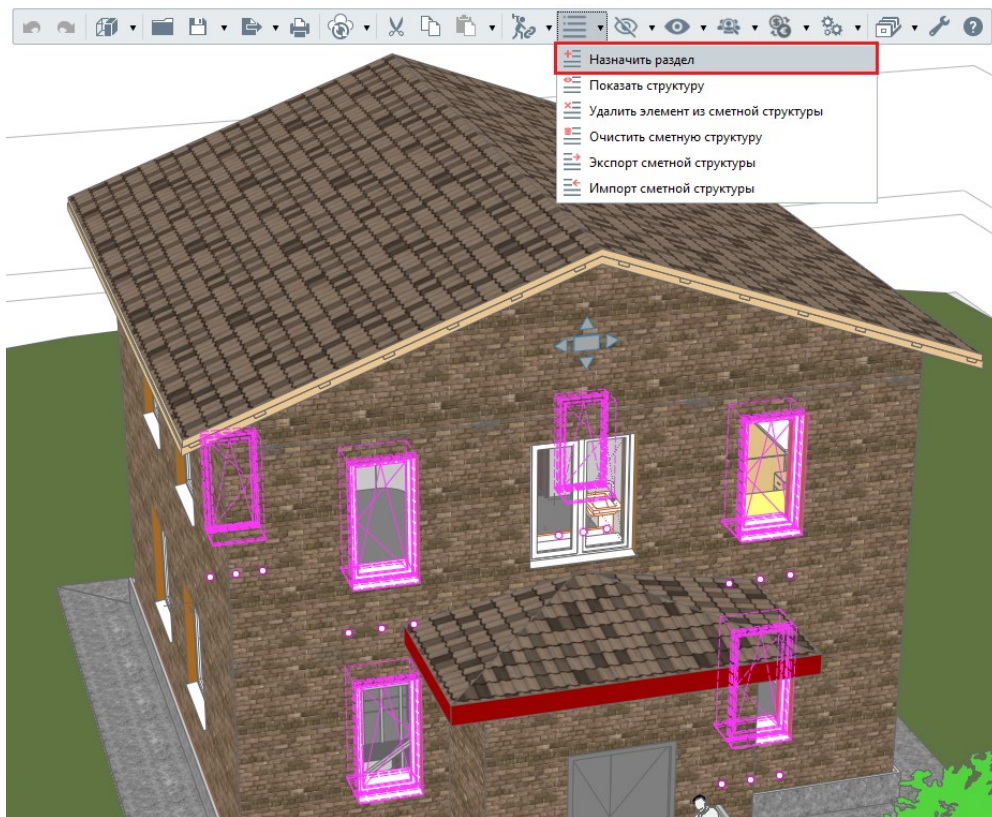 Назначить раздел
Показать структуру
Удалить элемент из сметной структуры
Очистить сметную структуру
Экспорт сметной структуры
Импорт сметной структуры